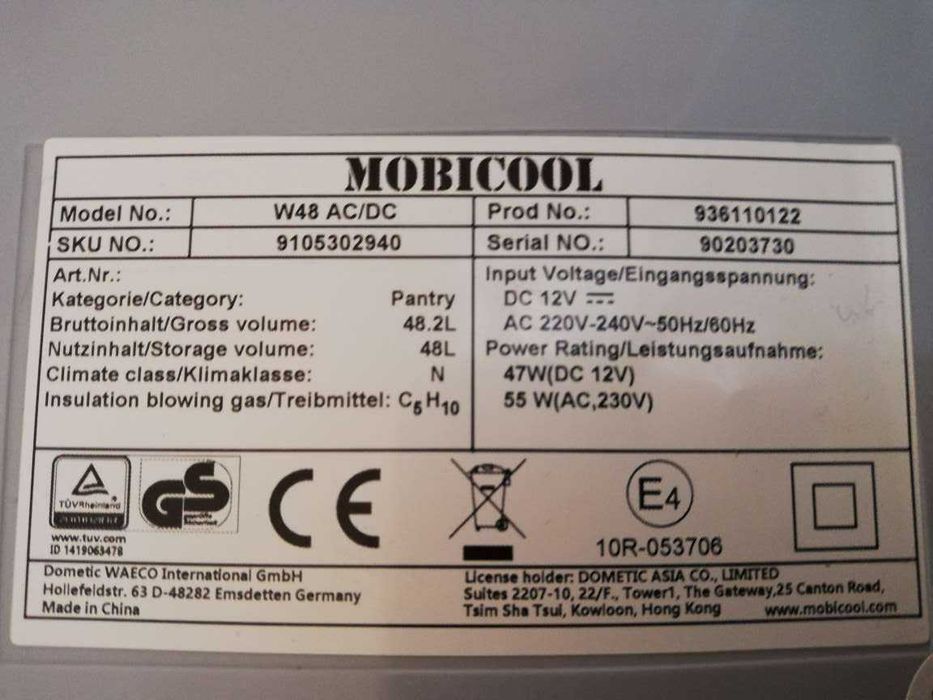 MOBICOOL
Model No.: W48 AC/DC Prod No.: 936110122
SKU NO.: 9105302940 Serial NO.: 90203730
Art.Nr.:
Kategorie/Category: Pantry
Bruttoinhalt/Gross volume: 48.2L
Nutzinhalt/Storage volume: 48L
Climate class/Klimaklasse: N
Insulation blowing gas/Treibmittel: C5H10
Input Voltage/Eingangsspannung:
DC 12V
AC 220V-240V~50Hz/60Hz
Power Rating/Leistungsaufnahme:
47W(DC 12V)
55 W(AC,230V)
TÜVRheinland
www.tuv.com
ID 1419063478
GS
CE
E4
10R-053706
Dometic WAECO International GmbH
Hollefeldstr. 63 D-48282 Emsdetten Germany
Made in China
License holder: DOMETIC ASIA CO., LIMITED
Suites 2207-10, 22/F., Tower1, The Gateway,25 Canton Road,
Tsim Sha Tsui, Kowloon, Hong Kong www.mobicool.com